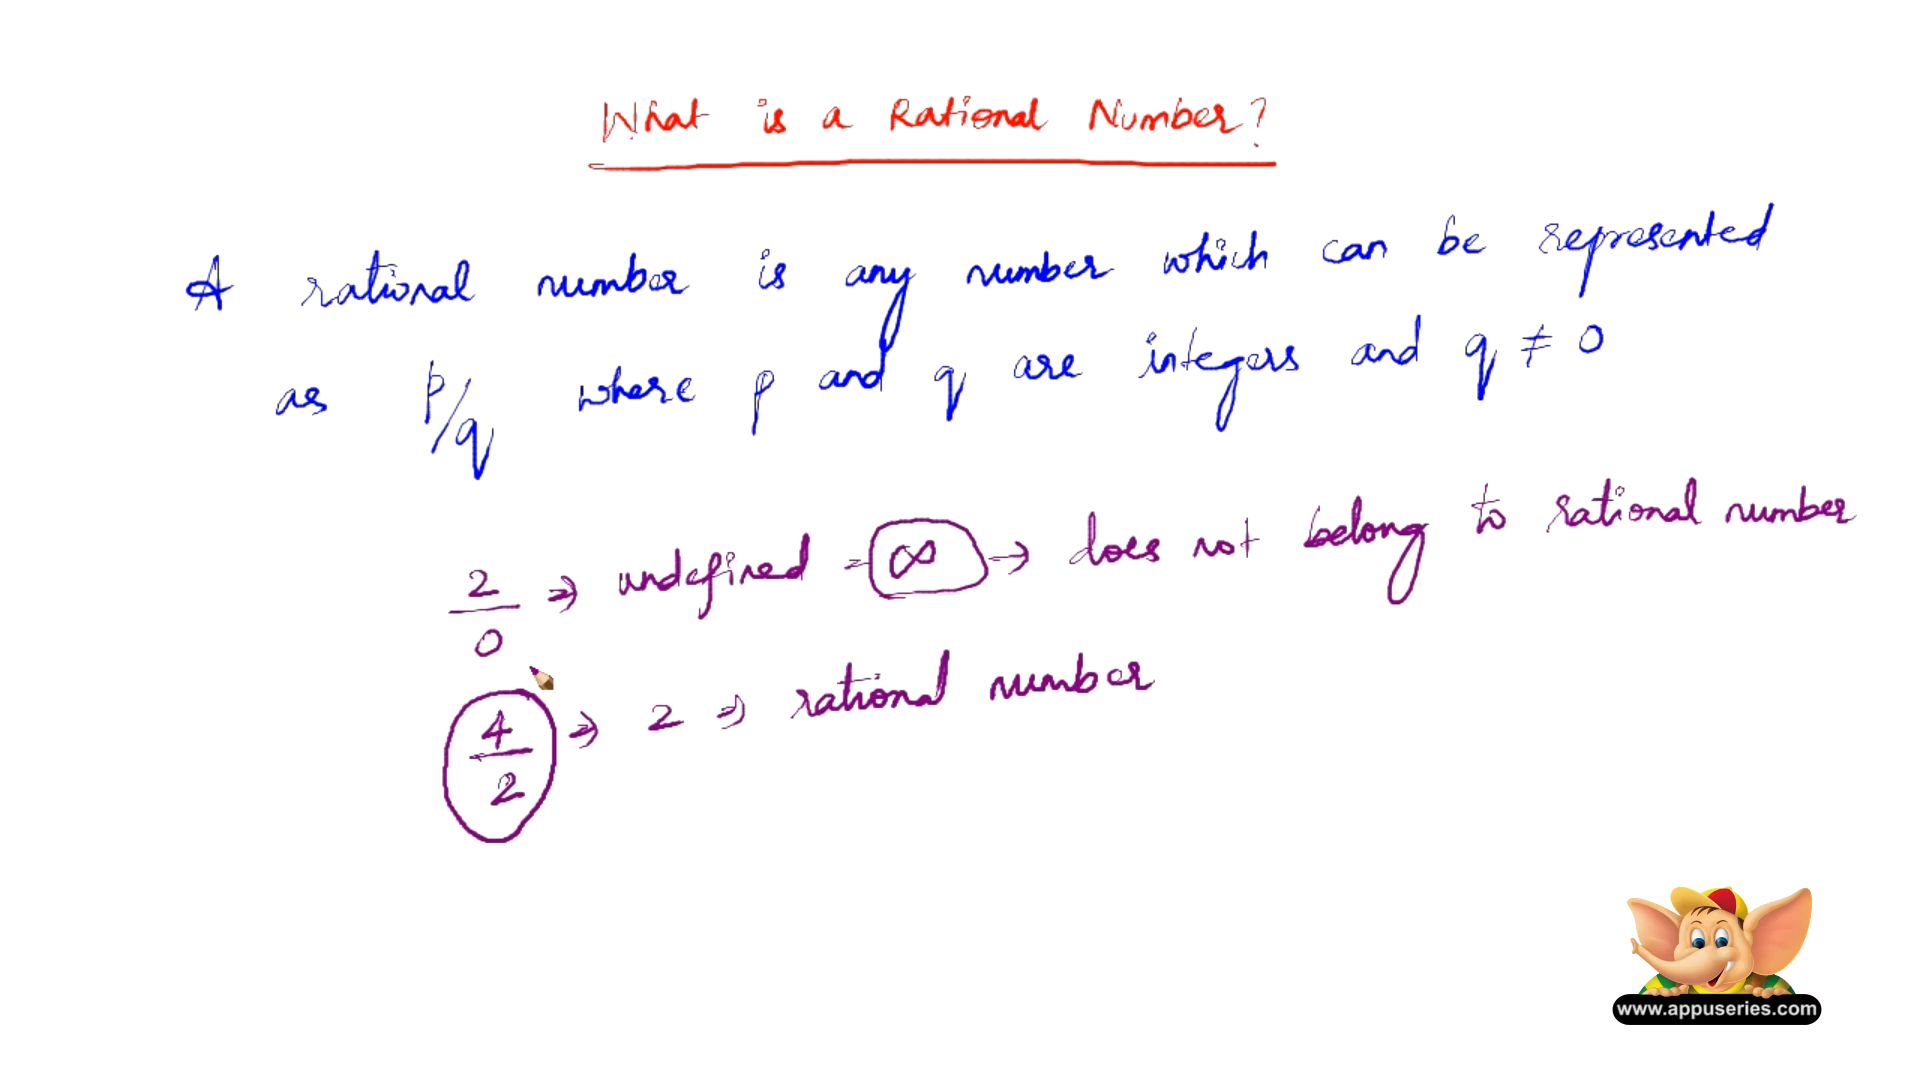 What is a Rational Number?
A rational number is any number which can be represented
as p/q where p and q are integers and q ≠ 0
2/0 ⇒ undefined = ∞ → does not belong to rational number
4/2 ⇒ 2 ⇒ rational number
www.appuseries.com